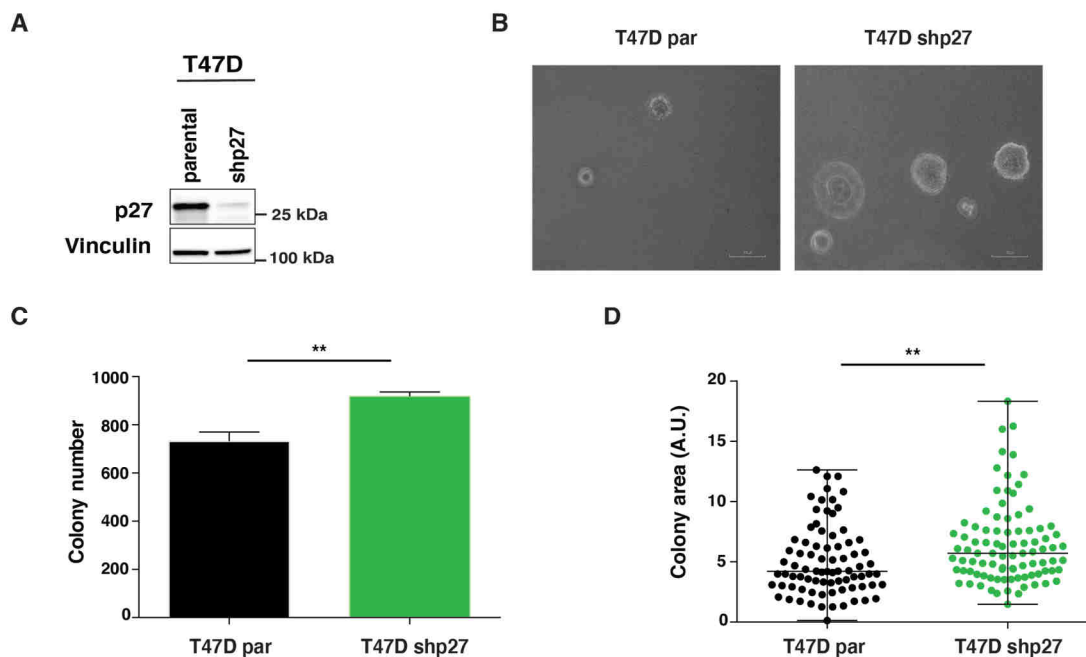 A
T47D
parental
shp27
p27
25 kDa
Vinculin
100 kDa
B
T47D par
T47D shp27
C
**
Colony number
1000
800
600
400
200
0
T47D par
T47D shp27
D
**
Colony area (A.U.)
20
15
10
5
0
T47D par
T47D shp27